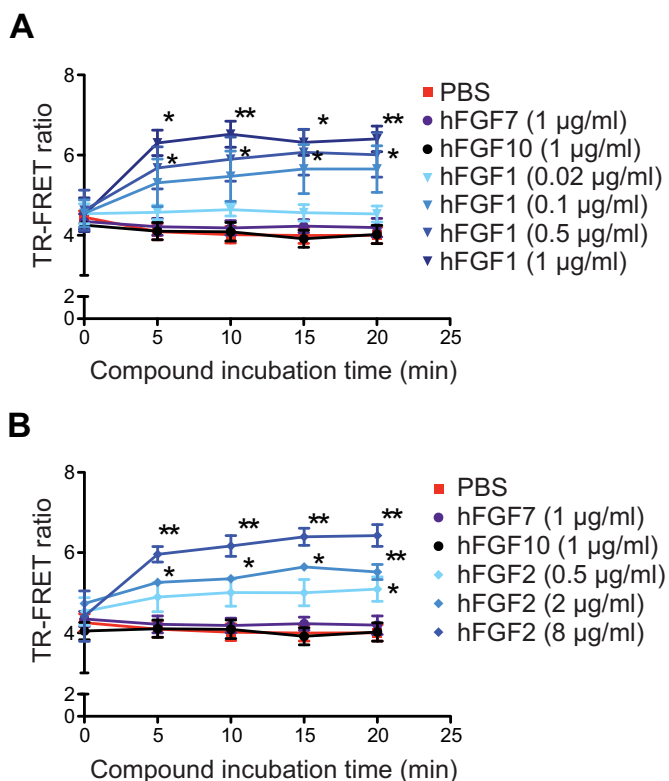 A
TR-FRET ratio
8
6
4
2
0
* ** * **
* * * *
0 5 10 15 20 25
Compound incubation time (min)
PBS
hFGF7 (1 µg/ml)
hFGF10 (1 µg/ml)
hFGF1 (0.02 µg/ml)
hFGF1 (0.1 µg/ml)
hFGF1 (0.5 µg/ml)
hFGF1 (1 µg/ml)
B
TR-FRET ratio
8
6
4
2
0
** ** ** **
* * * **
*
0 5 10 15 20 25
Compound incubation time (min)
PBS
hFGF7 (1 µg/ml)
hFGF10 (1 µg/ml)
hFGF2 (0.5 µg/ml)
hFGF2 (2 µg/ml)
hFGF2 (8 µg/ml)